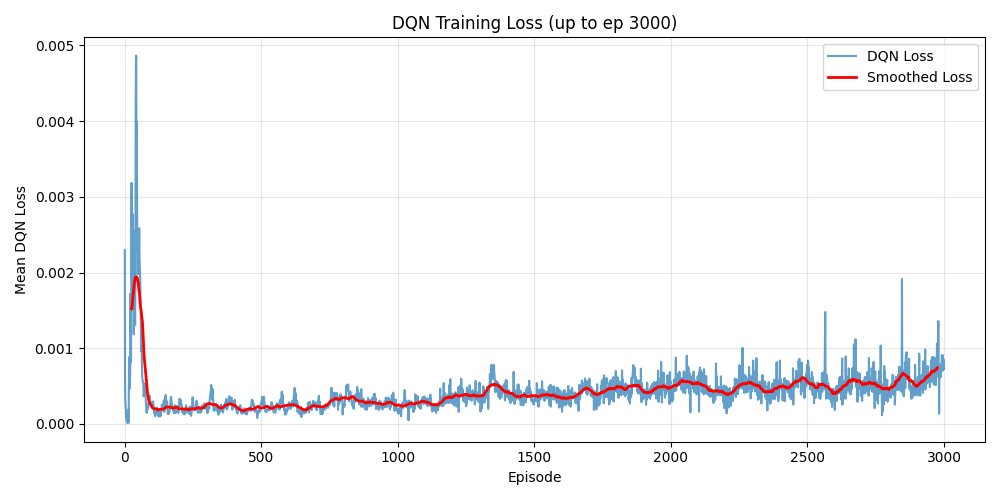 DQN Training Loss (up to ep 3000)
DQN Loss
Smoothed Loss
Mean DQN Loss
0.005
0.004
0.003
0.002
0.001
0.000
0 500 1000 1500 2000 2500 3000
Episode